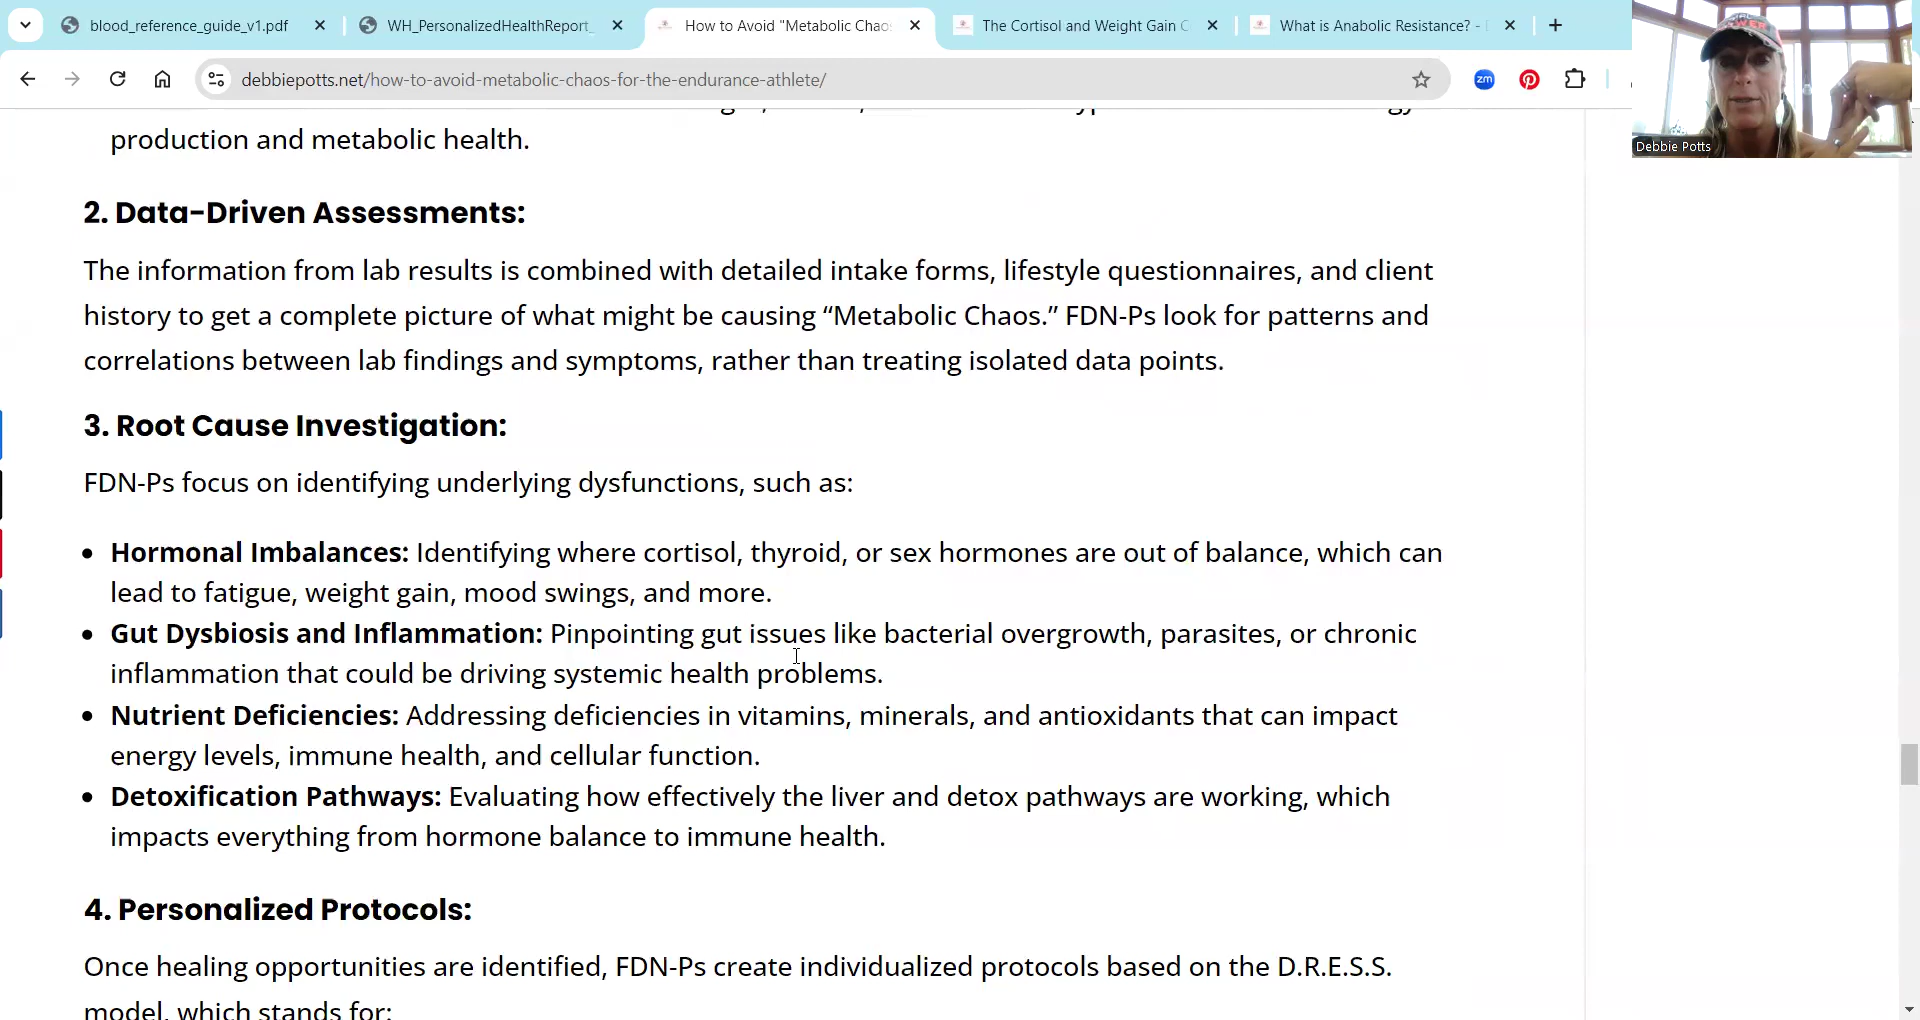 blood_reference_guide_v1.pdf
WH_PersonalizedHealthReport_
How to Avoid "Metabolic Chao
The Cortisol and Weight Gain C
What is Anabolic Resistance? -
debbiepotts.net/how-to-avoid-metabolic-chaos-for-the-endurance-athlete/
zm
Debbie Potts
production and metabolic health.
2. Data-Driven Assessments:
The information from lab results is combined with detailed intake forms, lifestyle questionnaires, and client
history to get a complete picture of what might be causing “Metabolic Chaos.” FDN-Ps look for patterns and
correlations between lab findings and symptoms, rather than treating isolated data points.
3. Root Cause Investigation:
FDN-Ps focus on identifying underlying dysfunctions, such as:
• Hormonal Imbalances: Identifying where cortisol, thyroid, or sex hormones are out of balance, which can
lead to fatigue, weight gain, mood swings, and more.
• Gut Dysbiosis and Inflammation: Pinpointing gut issues like bacterial overgrowth, parasites, or chronic
inflammation that could be driving systemic health problems.
• Nutrient Deficiencies: Addressing deficiencies in vitamins, minerals, and antioxidants that can impact
energy levels, immune health, and cellular function.
• Detoxification Pathways: Evaluating how effectively the liver and detox pathways are working, which
impacts everything from hormone balance to immune health.
4. Personalized Protocols:
Once healing opportunities are identified, FDN-Ps create individualized protocols based on the D.R.E.S.S.
model, which stands for: